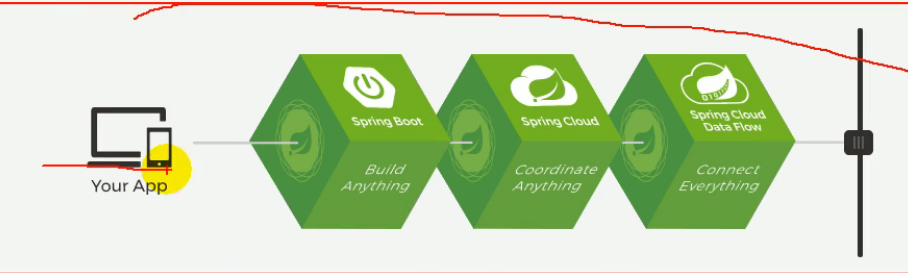 Your App
Spring Boot
Build
Anything
Spring Cloud
Coordinate
Anything
Spring Cloud
Data Flow
Connect
Everything